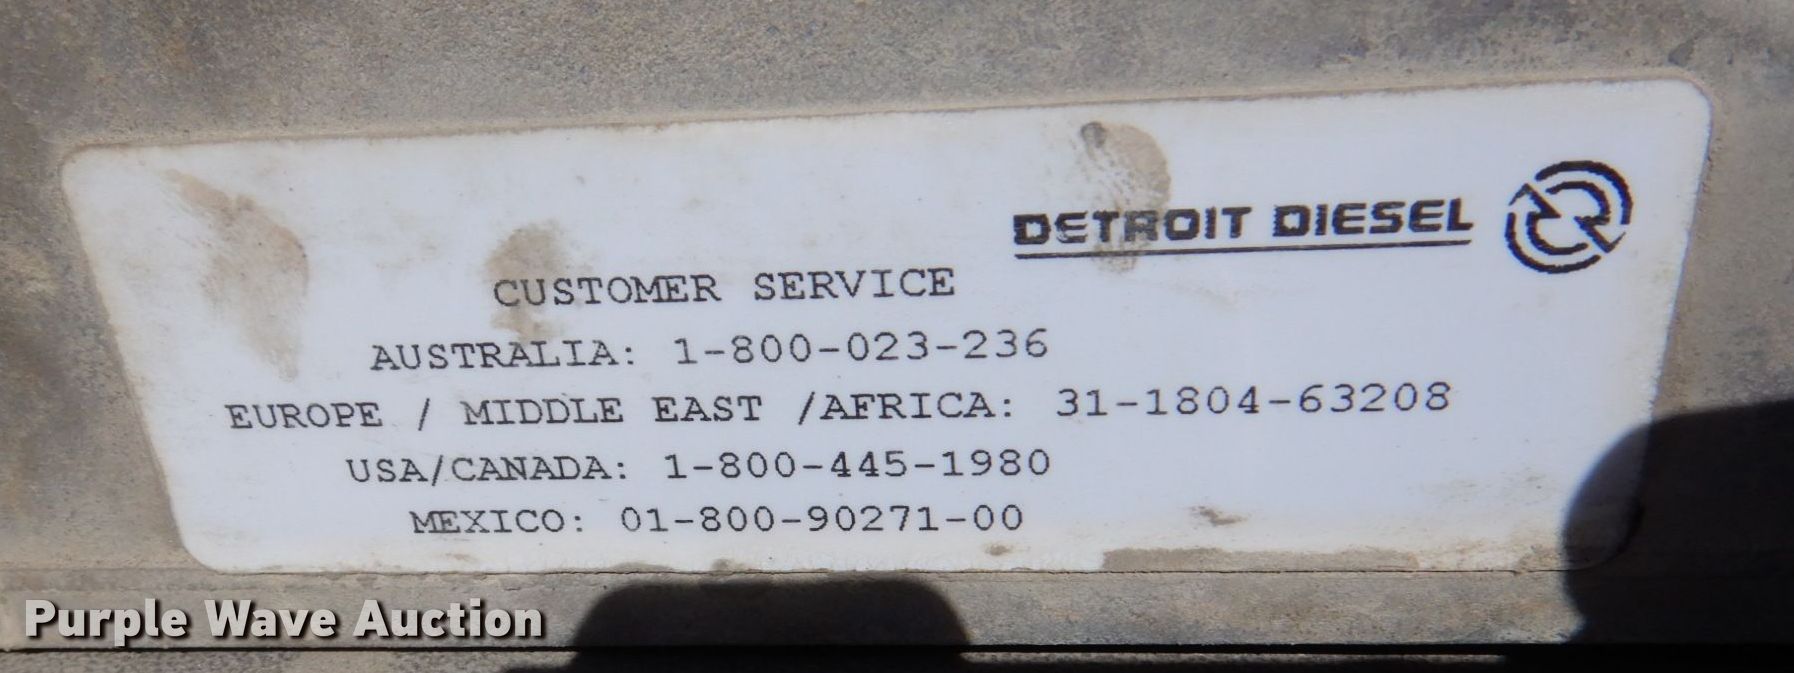 DETROIT DIESEL
CUSTOMER SERVICE
AUSTRALIA: 1-800-023-236
EUROPE / MIDDLE EAST /AFRICA: 31-1804-63208
USA/CANADA: 1-800-445-1980
MEXICO: 01-800-90271-00
Purple Wave Auction